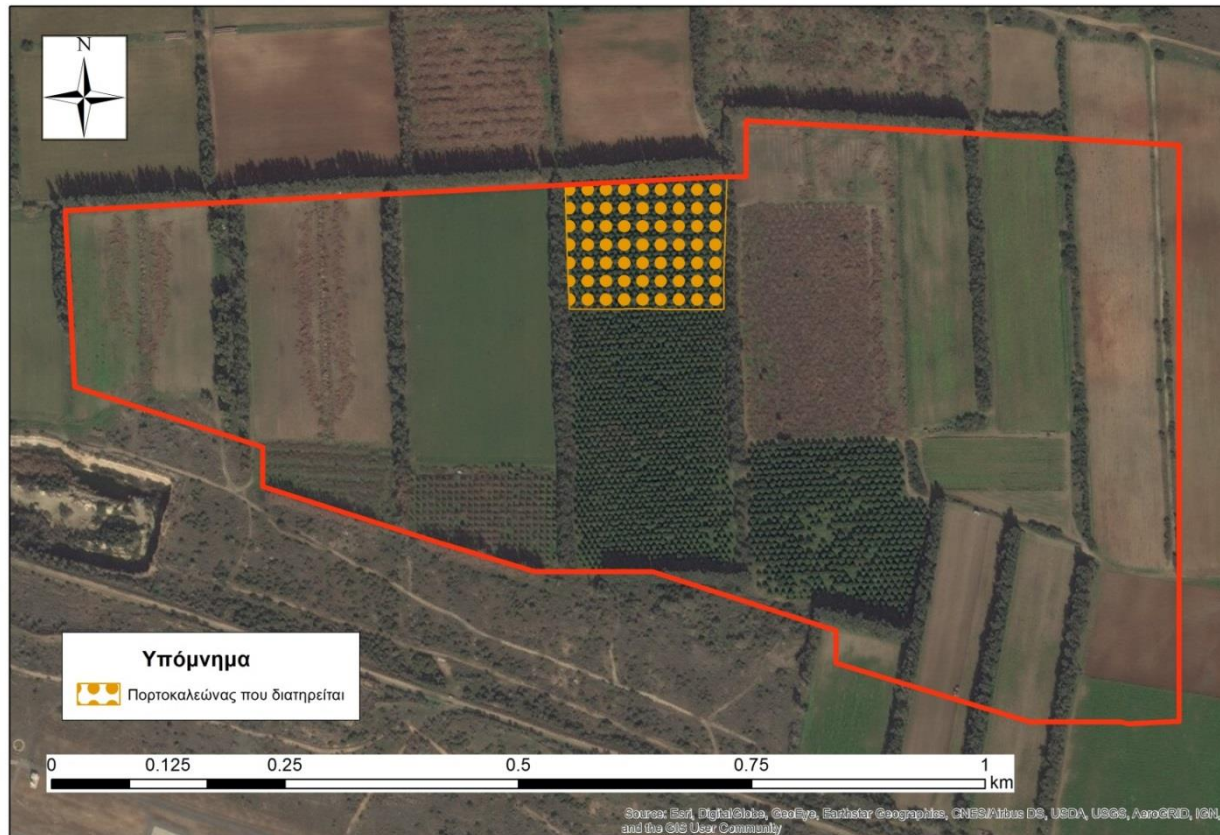 N
Υπόμνημα
Πορτοκαλεώνας που διατηρείται
0 0.125 0.25 0.5 0.75 1
km
Source: Esri, DigitalGlobe, GeoEye, Earthstar Geographics, CNES/Airbus DS, USDA, USGS, AeroGRID, IGN,
and the GIS User Community